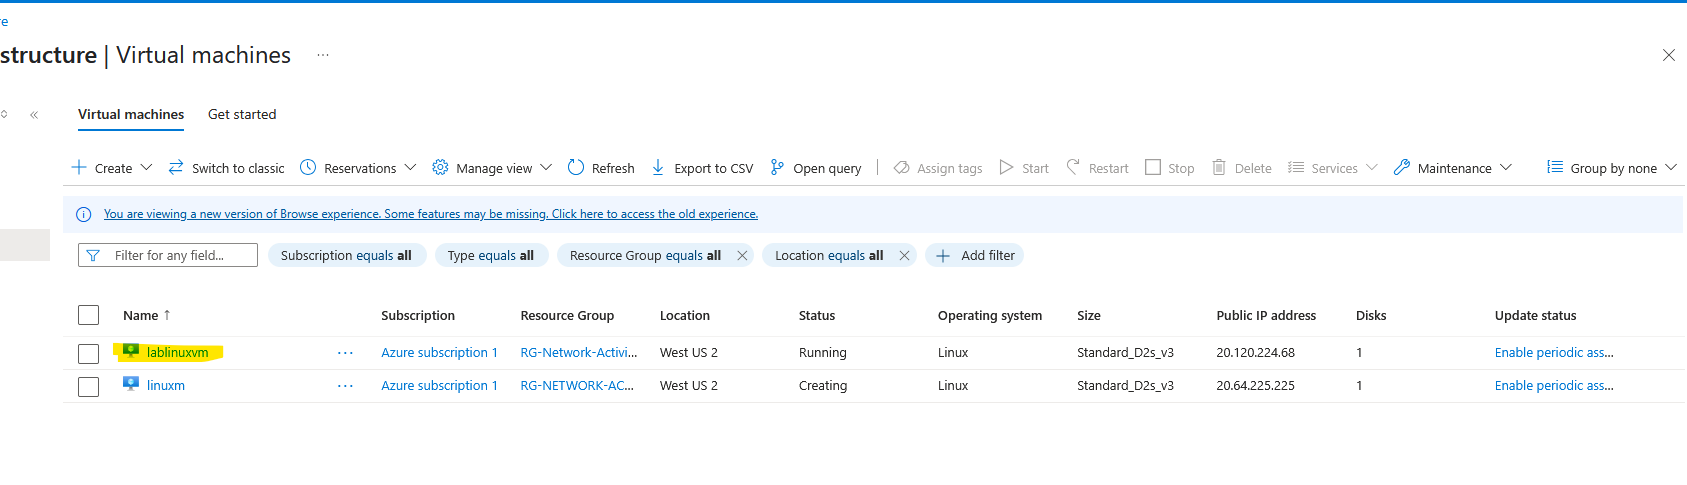 re
structure | Virtual machines ...
Virtual machines Get started
Create Switch to classic Reservations Manage view Refresh Export to CSV Open query Assign tags Start Restart Stop Delete Services Maintenance Group by none
You are viewing a new version of Browse experience. Some features may be missing. Click here to access the old experience.
Filter for any field... Subscription equals all Type equals all Resource Group equals all Location equals all Add filter
Name ↑ Subscription Resource Group Location Status Operating system Size Public IP address Disks Update status
lablinuxvm ... Azure subscription 1 RG-Network-Activi... West US 2 Running Linux Standard_D2s_v3 20.120.224.68 1 Enable periodic ass...
linuxm ... Azure subscription 1 RG-NETWORK-AC... West US 2 Creating Linux Standard_D2s_v3 20.64.225.225 1 Enable periodic ass...